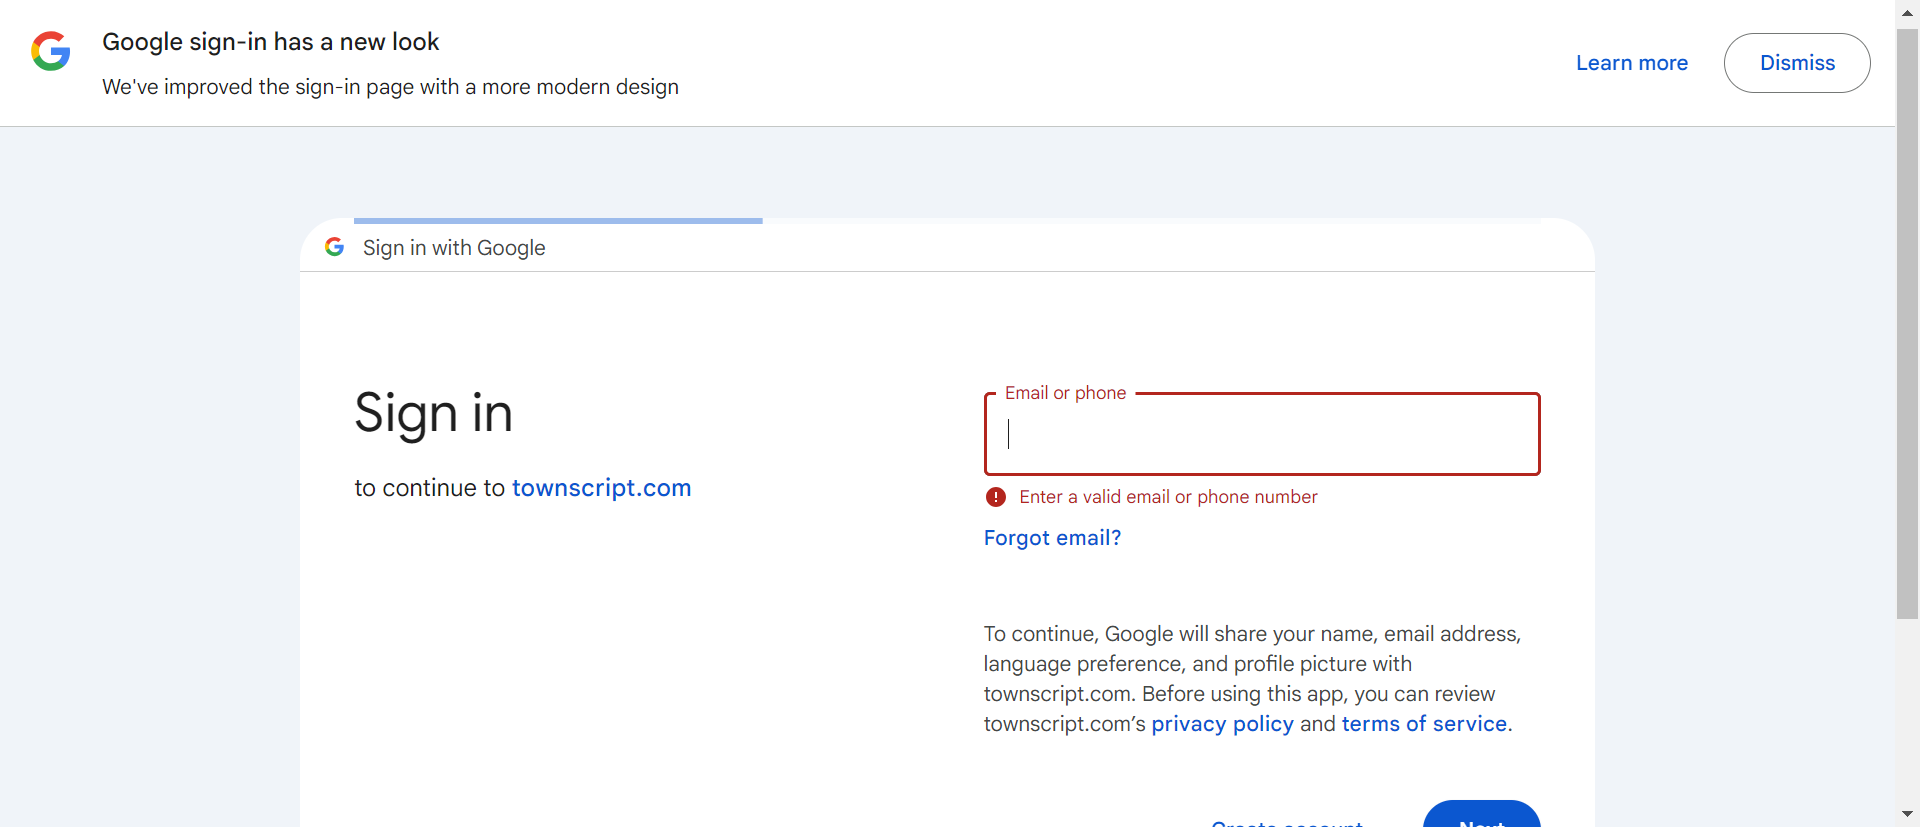 Google sign-in has a new look
We've improved the sign-in page with a more modern design
Learn more
Dismiss
Sign in with Google
Sign in
to continue to townscript.com
Email or phone
Enter a valid email or phone number
Forgot email?
To continue, Google will share your name, email address,
language preference, and profile picture with
townscript.com. Before using this app, you can review
townscript.com’s privacy policy and terms of service.
Create account
Next